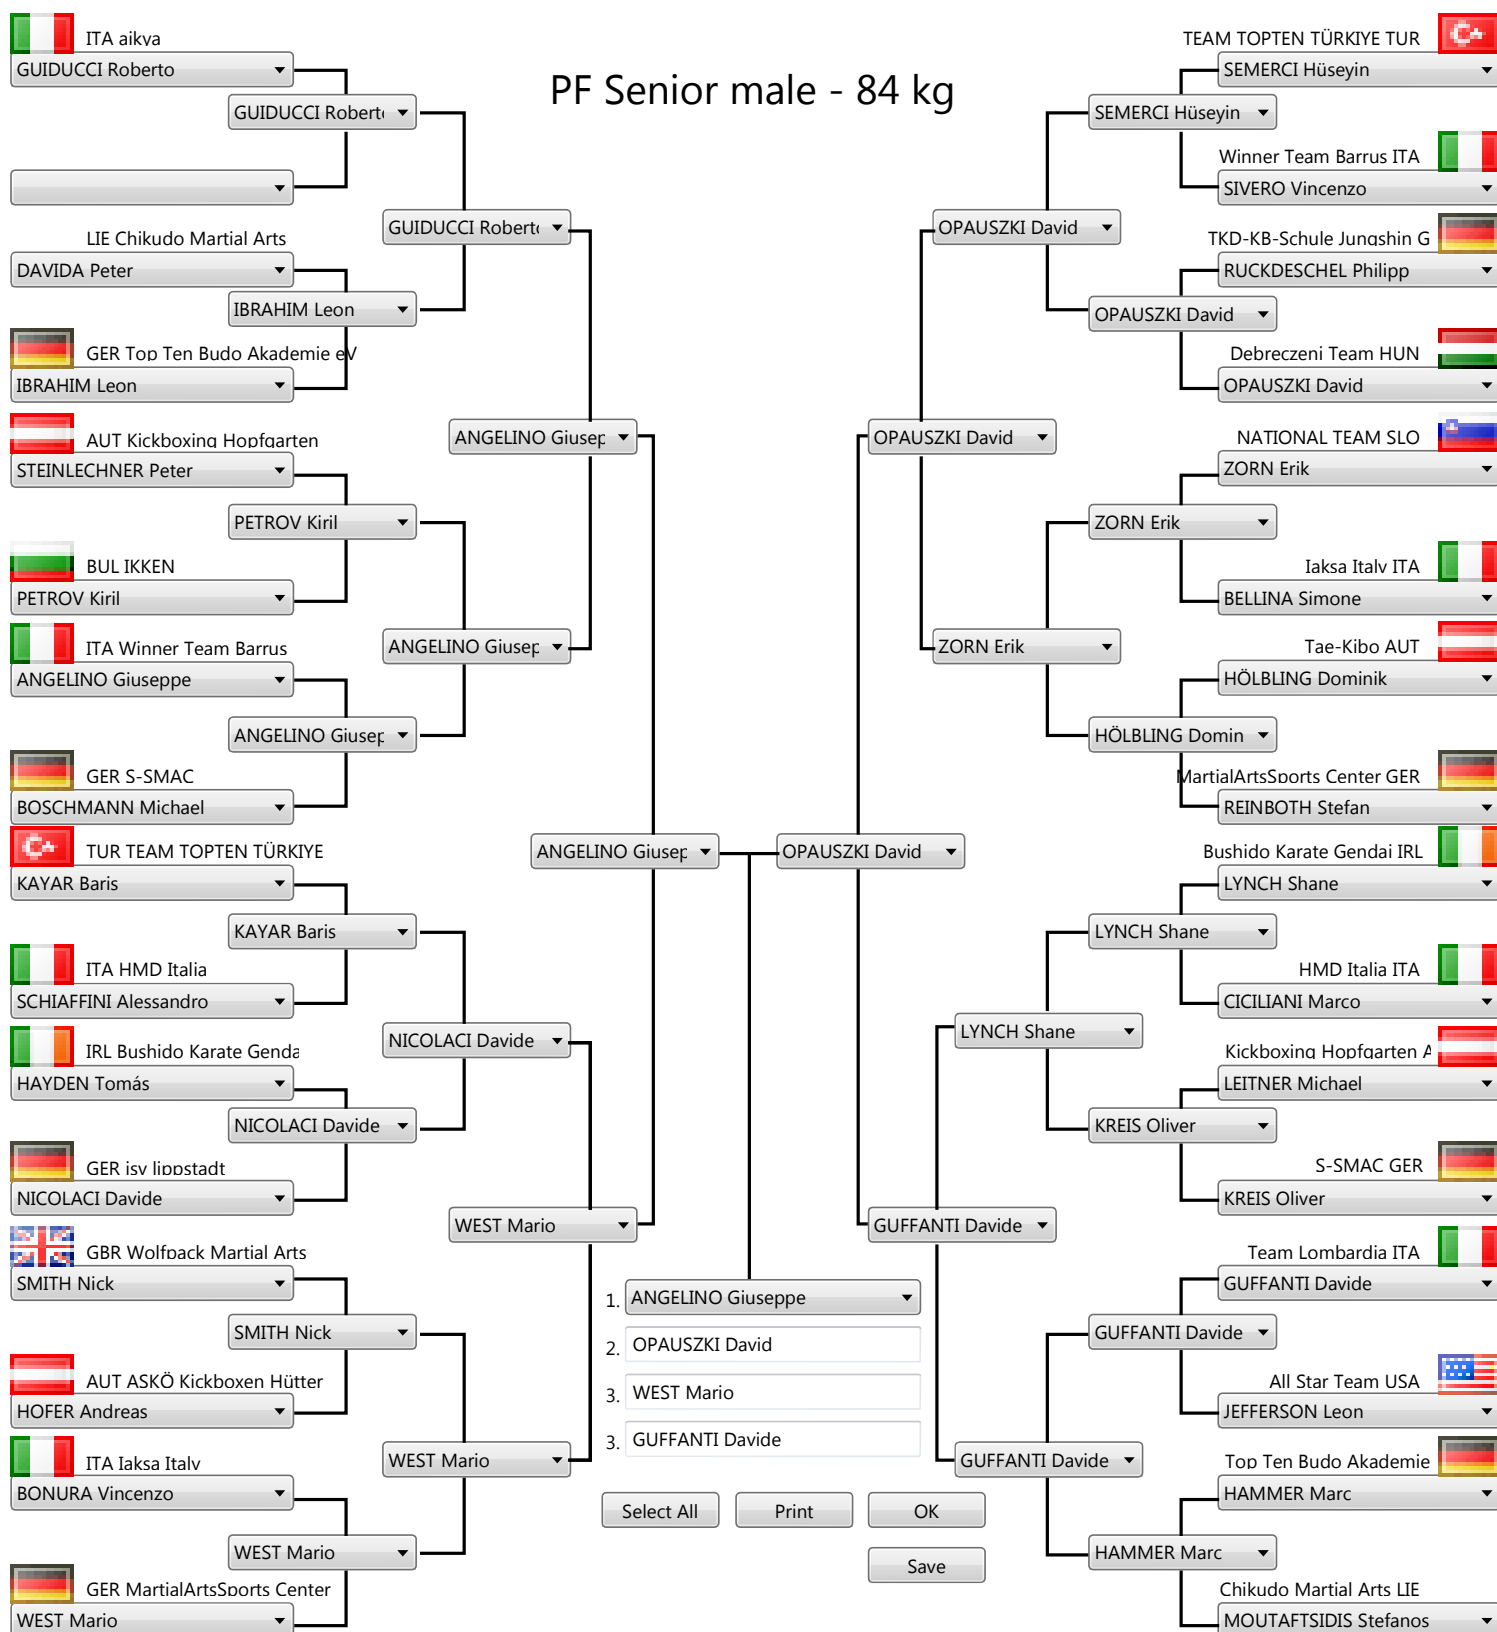 PF Senior male - 84 kg
ITA aikya
GUIDUCCI Roberto
GUIDUCCI Robert
GUIDUCCI Robert
LIE Chikudo Martial Arts
DAVIDA Peter
IBRAHIM Leon
GER Top Ten Budo Akademie eV
IBRAHIM Leon
AUT Kickboxing Hopfgarten
STEINLECHNER Peter
ANGELINO Giusep
PETROV Kiril
BUL IKKEN
PETROV Kiril
ITA Winner Team Barrus
ANGELINO Giusep
ANGELINO Giuseppe
ANGELINO Giusep
GER S-SMAC
BOSCHMANN Michael
TUR TEAM TOPTEN TÜRKIYE
ANGELINO Giusep
KAYAR Baris
KAYAR Baris
ITA HMD Italia
SCHIAFFINI Alessandro
NICOLACI Davide
IRL Bushido Karate Genda
HAYDEN Tomás
NICOLACI Davide
GER isv lippstadt
NICOLACI Davide
WEST Mario
GBR Wolfpack Martial Arts
SMITH Nick
SMITH Nick
AUT ASKÖ Kickboxen Hütter
HOFER Andreas
WEST Mario
ITA Iaksa Italy
BONURA Vincenzo
WEST Mario
GER MartialArtsSports Center
WEST Mario
1. ANGELINO Giuseppe
2. OPAUSZKI David
3. WEST Mario
3. GUFFANTI Davide
Select All
Print
OK
Save
TEAM TOPTEN TÜRKIYE TUR
SEMERCI Hüseyin
SEMERCI Hüseyin
Winner Team Barrus ITA
SIVERO Vincenzo
OPAUSZKI David
TKD-KB-Schule Jungshin G
RUCKDESCHEL Philipp
OPAUSZKI David
Debreczeni Team HUN
OPAUSZKI David
OPAUSZKI David
NATIONAL TEAM SLO
ZORN Erik
ZORN Erik
Iaksa Italy ITA
BELLINA Simone
ZORN Erik
Tae-Kibo AUT
HÖLBLING Dominik
HÖLBLING Domin
MartialArtsSports Center GER
REINBOTH Stefan
OPAUSZKI David
Bushido Karate Gendai IRL
LYNCH Shane
LYNCH Shane
HMD Italia ITA
CICILIANI Marco
LYNCH Shane
Kickboxing Hopfgarten A
LEITNER Michael
KREIS Oliver
S-SMAC GER
KREIS Oliver
GUFFANTI Davide
Team Lombardia ITA
GUFFANTI Davide
GUFFANTI Davide
All Star Team USA
JEFFERSON Leon
GUFFANTI Davide
Top Ten Budo Akademie
HAMMER Marc
HAMMER Marc
Chikudo Martial Arts LIE
MOUTAFTSIDIS Stefanos